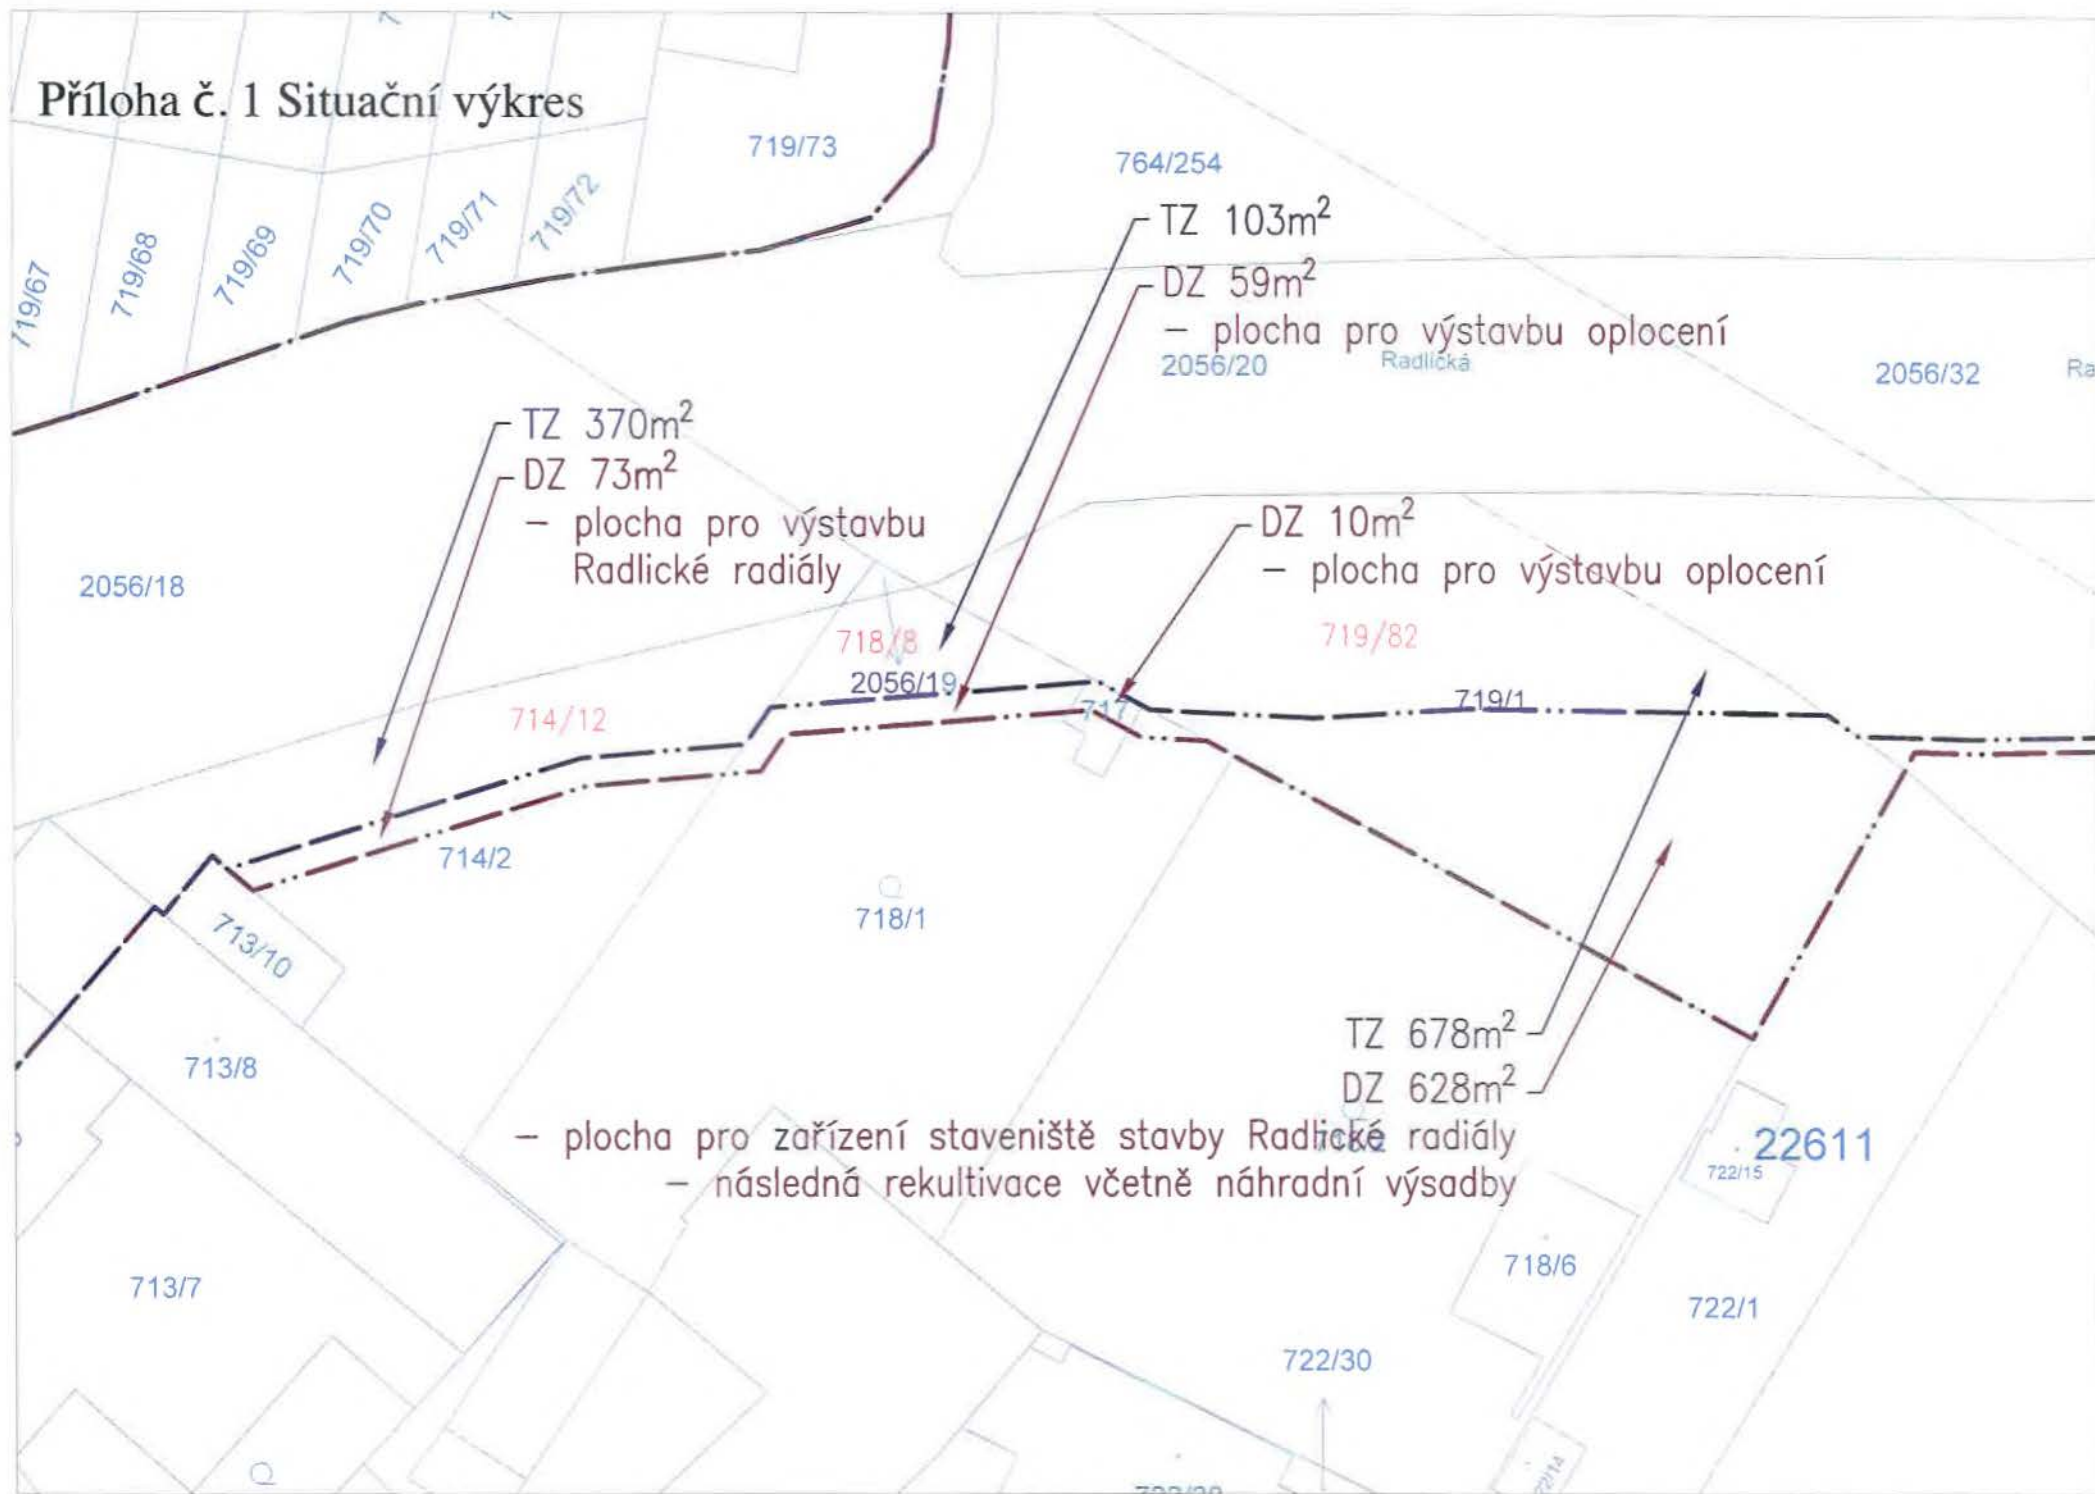 Příloha č. 1 Situační výkres
719/73
764/254
719/67
719/68
719/69
719/70
719/71
719/72
TZ 103m²
DZ 59m²
– plocha pro výstavbu oplocení
2056/20
Radlická
2056/32
Ra
TZ 370m²
DZ 73m²
– plocha pro výstavbu
Radlické radiály
DZ 10m²
– plocha pro výstavbu oplocení
2056/18
718/8
719/82
2056/19
719/1
714/12
717
714/2
718/1
713/10
713/8
TZ 678m²
DZ 628m²
– plocha pro zařízení staveniště stavby Radlické radiály
– následná rekultivace včetně náhradní výsadby
22611
722/15
718/6
713/7
722/1
722/30